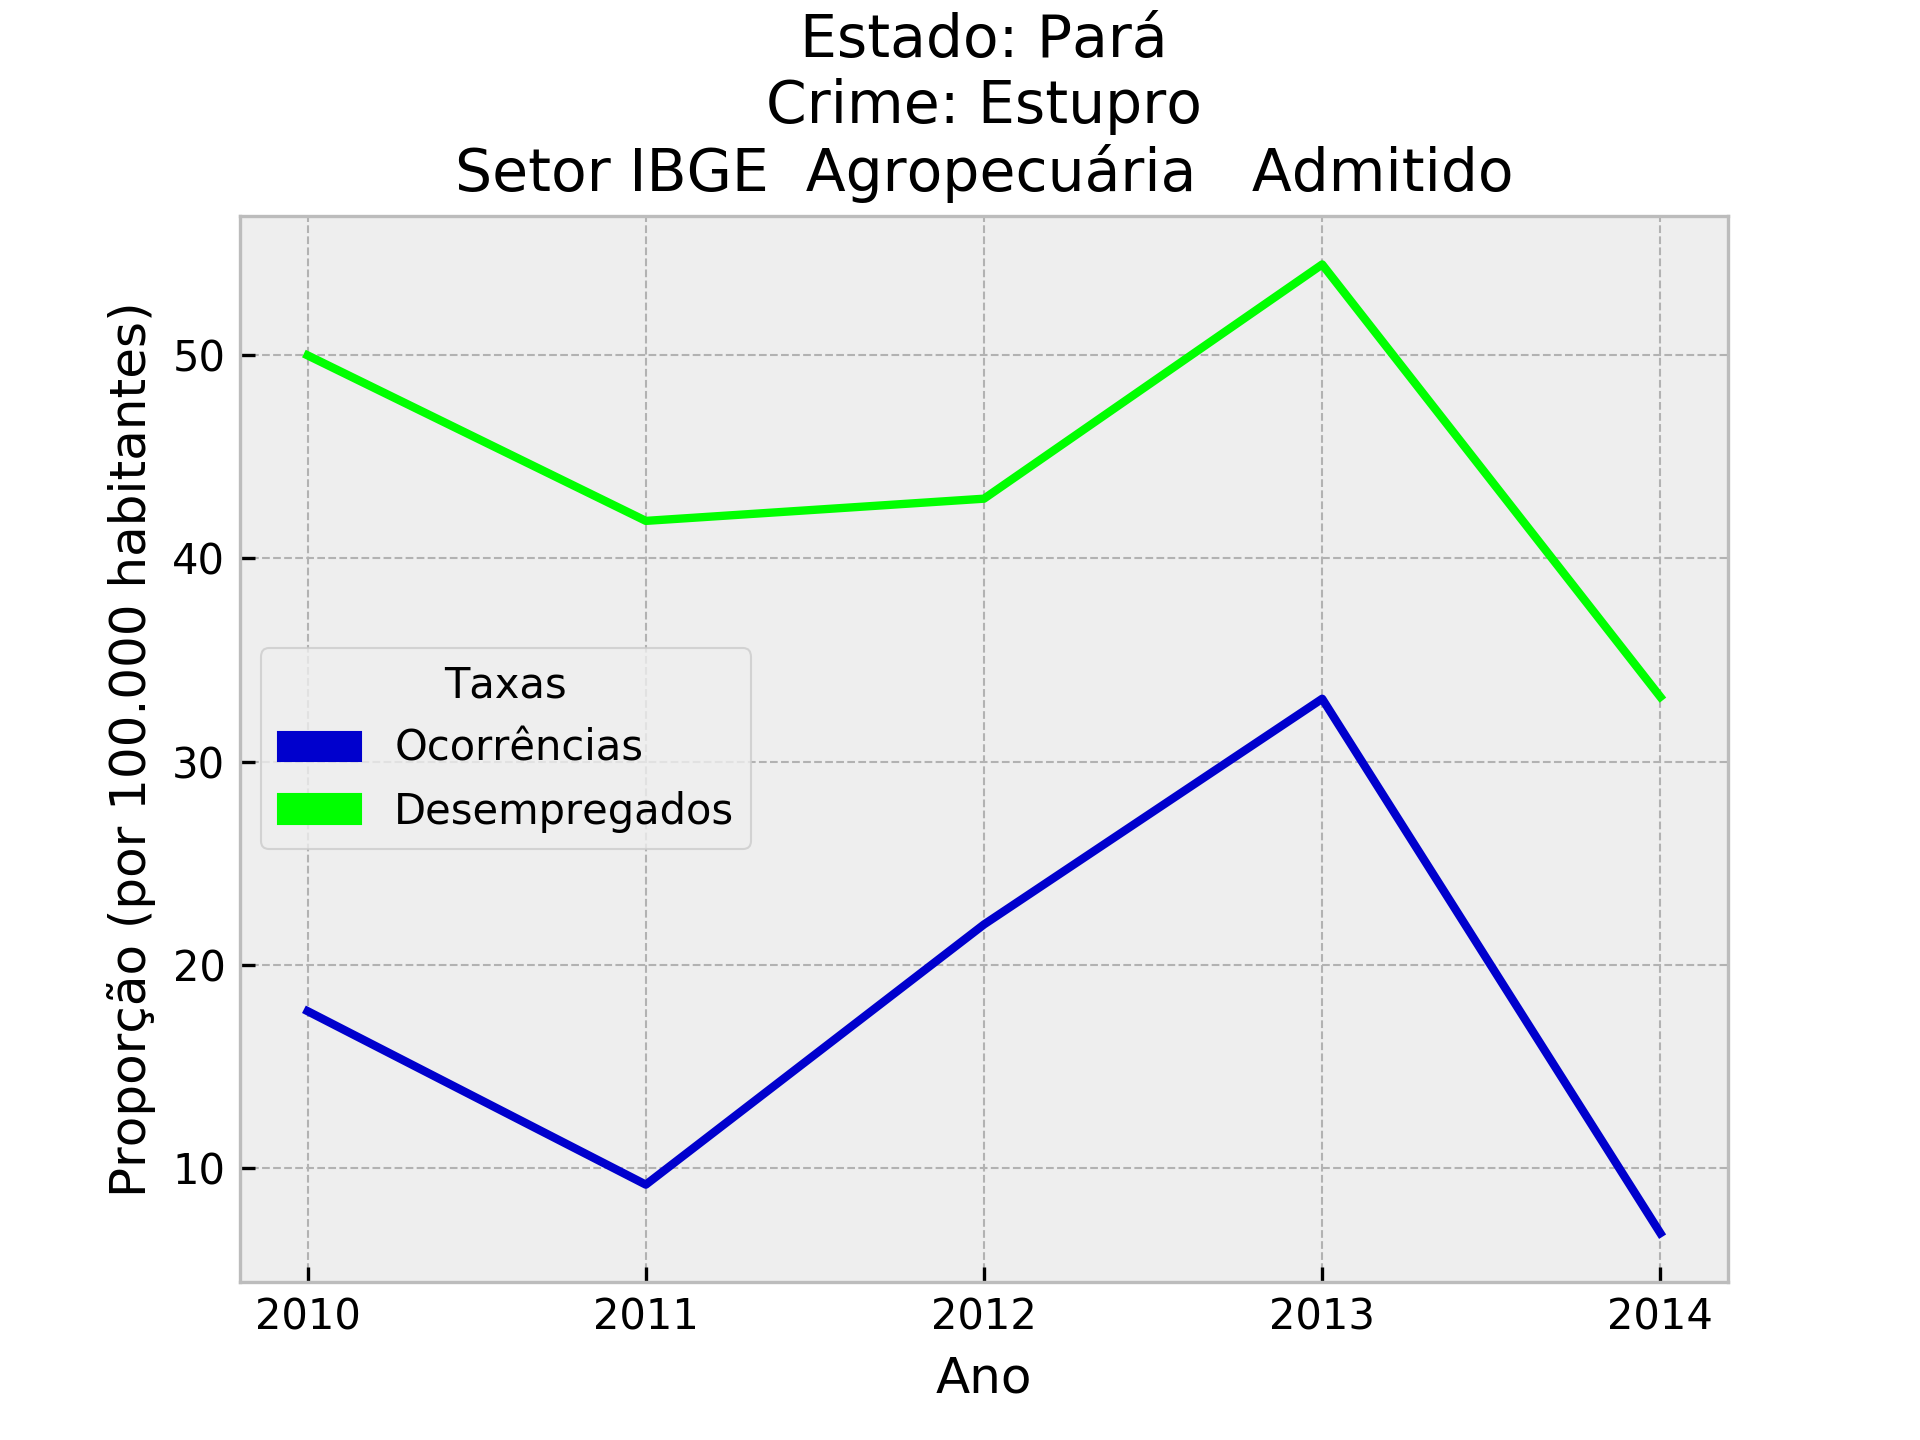 Estado: Pará
Crime: Estupro
Setor IBGE  Agropecuária   Admitido
Proporção (por 100.000 habitantes)
50
40
30
20
10
Taxas
Ocorrências
Desempregados
2010 2011 2012 2013 2014
Ano